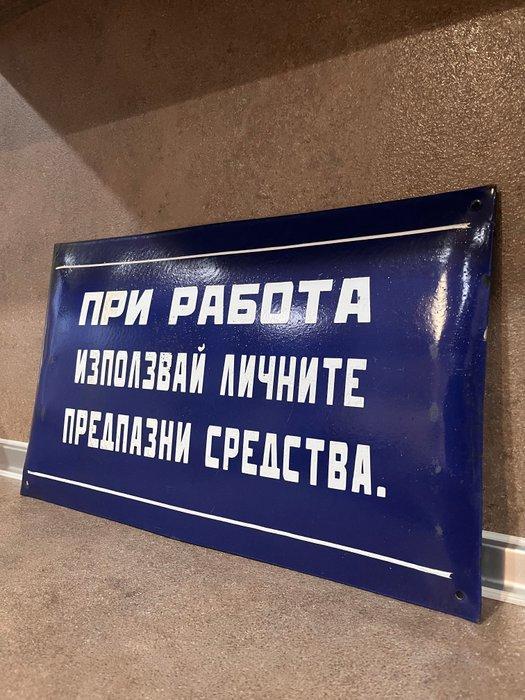 ПРИ РАБОТА
ИЗПОЛЗВАЙ ЛИЧНИТЕ
ПРЕДПАЗНИ СРЕДСТВА.